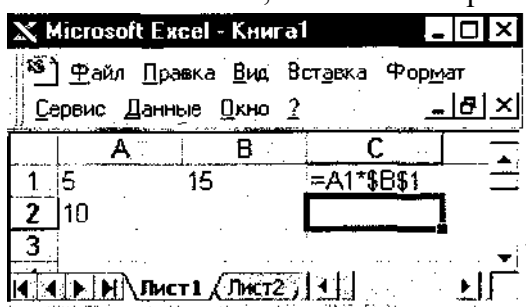 Microsoft Excel - Книга1
Файл Правка Вид Вставка Формат
Сервис Данные Окно ?
A B C
1 5 15 =A1*$B$1
2 10
3
Лист1 Лист2